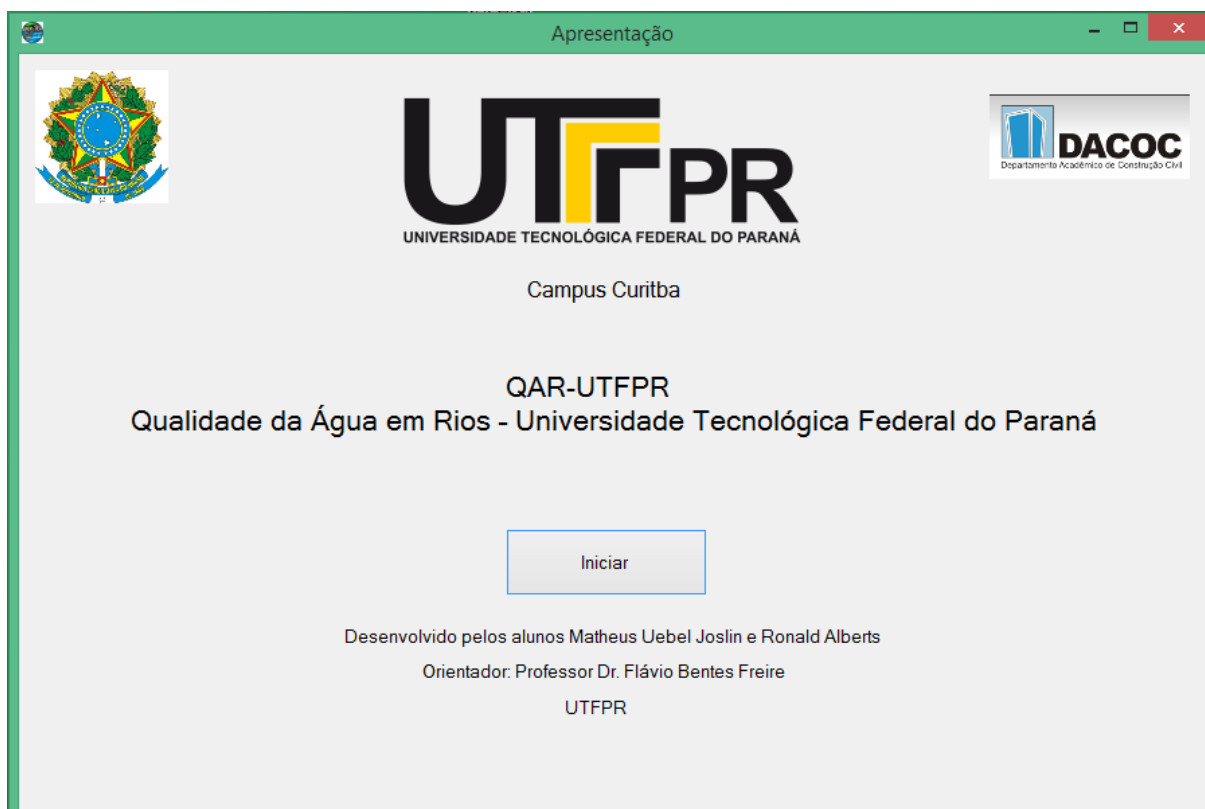 Apresentação
UTFPR
UNIVERSIDADE TECNOLÓGICA FEDERAL DO PARANÁ
DACOC
Departamento Acadêmico de Construção Civil
Campus Curitba
QAR-UTFPR
Qualidade da Água em Rios - Universidade Tecnológica Federal do Paraná
Iniciar
Desenvolvido pelos alunos Matheus Uebel Joslin e Ronald Alberts
Orientador: Professor Dr. Flávio Bentes Freire
UTFPR